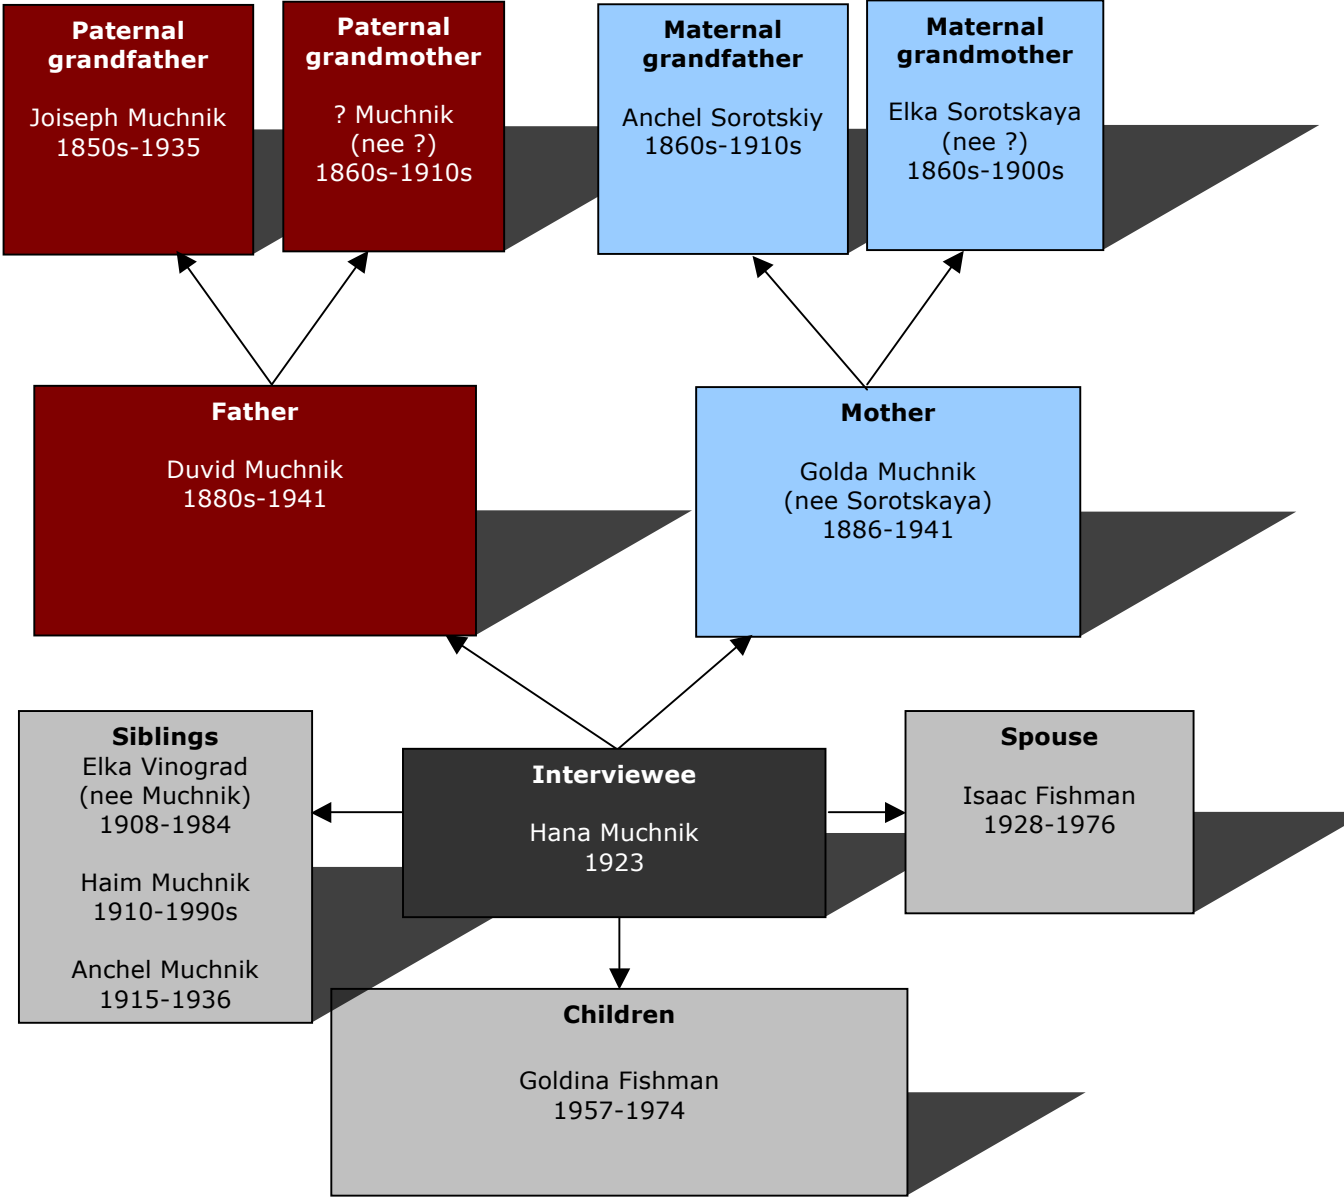 Paternal
grandfather
Joiseph Muchnik
1850s-1935
Paternal
grandmother
? Muchnik
(nee ?)
1860s-1910s
Maternal
grandfather
Anchel Sorotskiy
1860s-1910s
Maternal
grandmother
Elka Sorotskaya
(nee ?)
1860s-1900s
Father
Duvid Muchnik
1880s-1941
Mother
Golda Muchnik
(nee Sorotskaya)
1886-1941
Siblings
Elka Vinograd
(nee Muchnik)
1908-1984
Haim Muchnik
1910-1990s
Anchel Muchnik
1915-1936
Interviewee
Hana Muchnik
1923
Spouse
Isaac Fishman
1928-1976
Children
Goldina Fishman
1957-1974